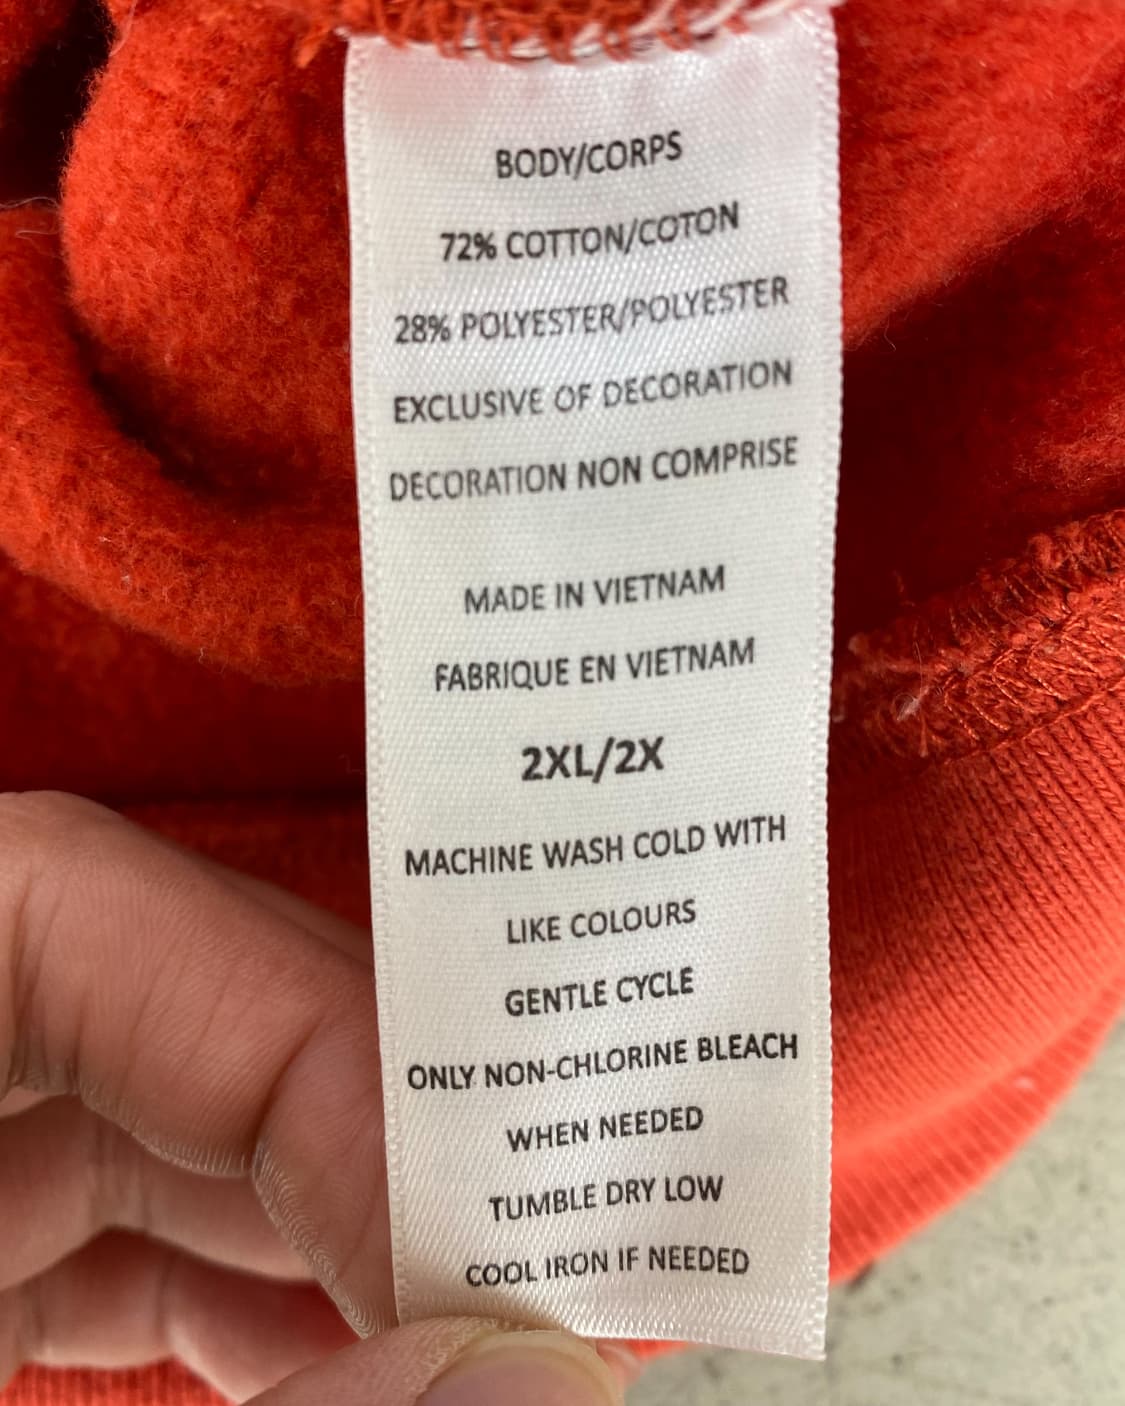 BODY/CORPS
72% COTTON/COTON
28% POLYESTER/POLYESTER
EXCLUSIVE OF DECORATION
DECORATION NON COMPRISE
MADE IN VIETNAM
FABRIQUE EN VIETNAM
2XL/2X
MACHINE WASH COLD WITH
LIKE COLOURS
GENTLE CYCLE
ONLY NON-CHLORINE BLEACH
WHEN NEEDED
TUMBLE DRY LOW
COOL IRON IF NEEDED